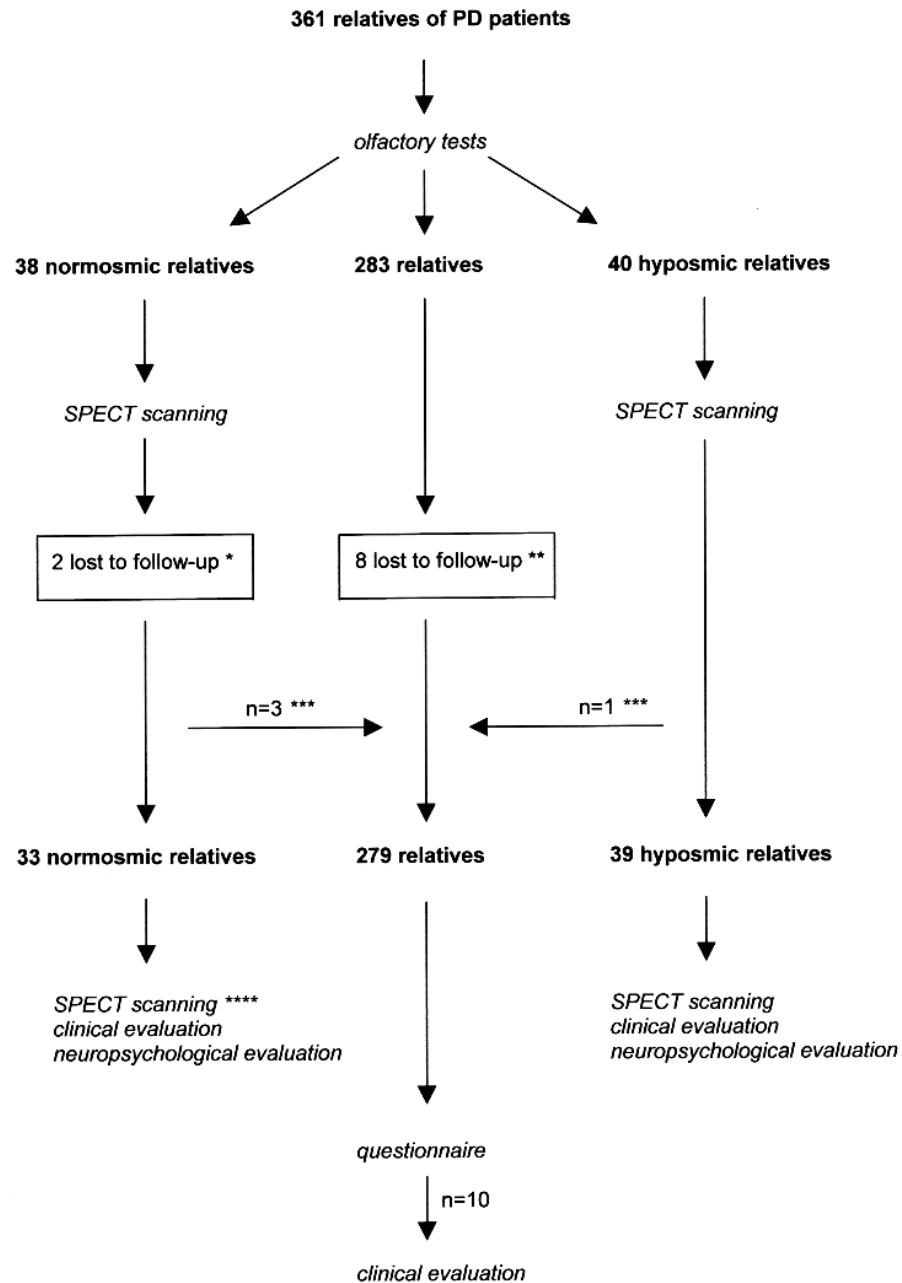 361 relatives of PD patients
olfactory tests
38 normosmic relatives
283 relatives
40 hyposmic relatives
SPECT scanning
SPECT scanning
2 lost to follow-up *
8 lost to follow-up **
n=3 ***
n=1 ***
33 normosmic relatives
279 relatives
39 hyposmic relatives
SPECT scanning ****
clinical evaluation
neuropsychological evaluation
SPECT scanning
clinical evaluation
neuropsychological evaluation
questionnaire
n=10
clinical evaluation